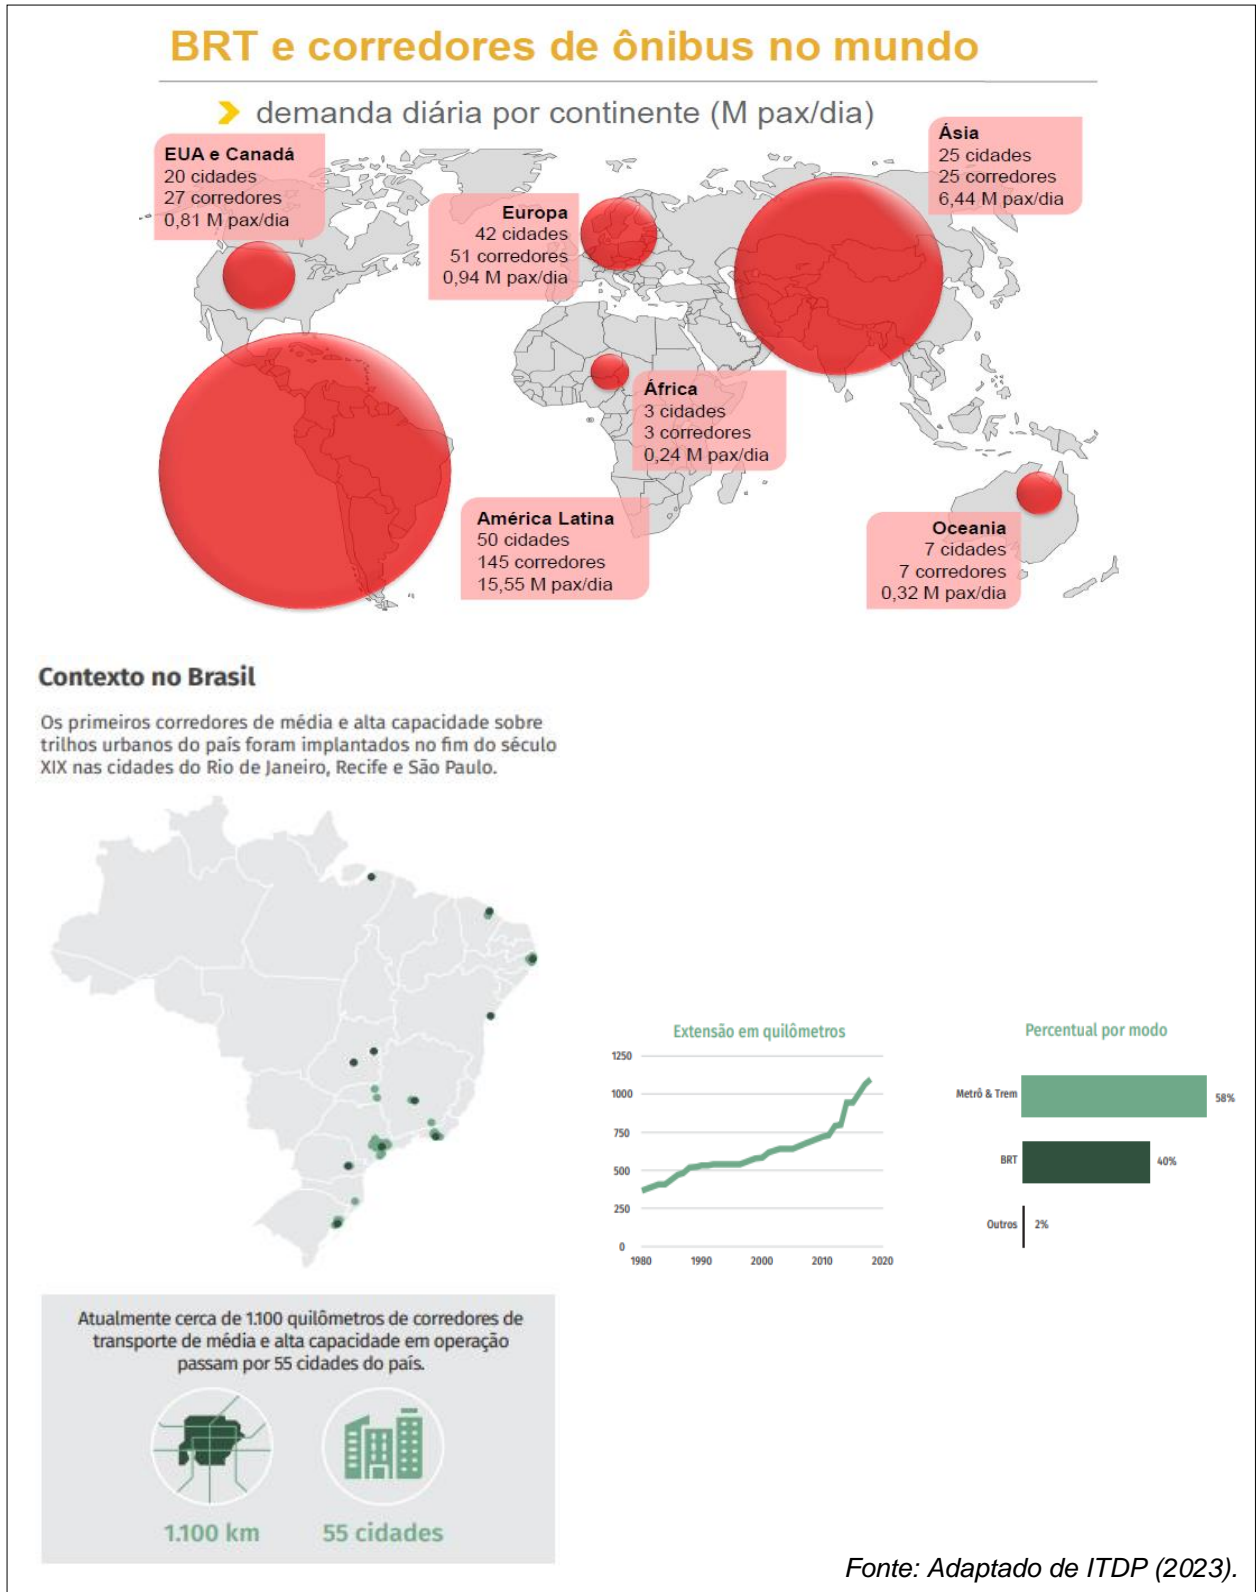 BRT e corredores de ônibus no mundo
demanda diária por continente (M pax/dia)
EUA e Canadá
20 cidades
27 corredores
0,81 M pax/dia
Europa
42 cidades
51 corredores
0,94 M pax/dia
Ásia
25 cidades
25 corredores
6,44 M pax/dia
África
3 cidades
3 corredores
0,24 M pax/dia
América Latina
50 cidades
145 corredores
15,55 M pax/dia
Oceania
7 cidades
7 corredores
0,32 M pax/dia
Contexto no Brasil
Os primeiros corredores de média e alta capacidade sobre
trilhos urbanos do país foram implantados no fim do século
XIX nas cidades do Rio de Janeiro, Recife e São Paulo.
Extensão em quilômetros
1250
1000
750
500
250
0
1980 1990 2000 2010 2020
Percentual por modo
Metrô & Trem 58%
BRT 40%
Outros 2%
Atualmente cerca de 1.100 quilômetros de corredores de
transporte de média e alta capacidade em operação
passam por 55 cidades do país.
1.100 km 55 cidades
Fonte: Adaptado de ITDP (2023).